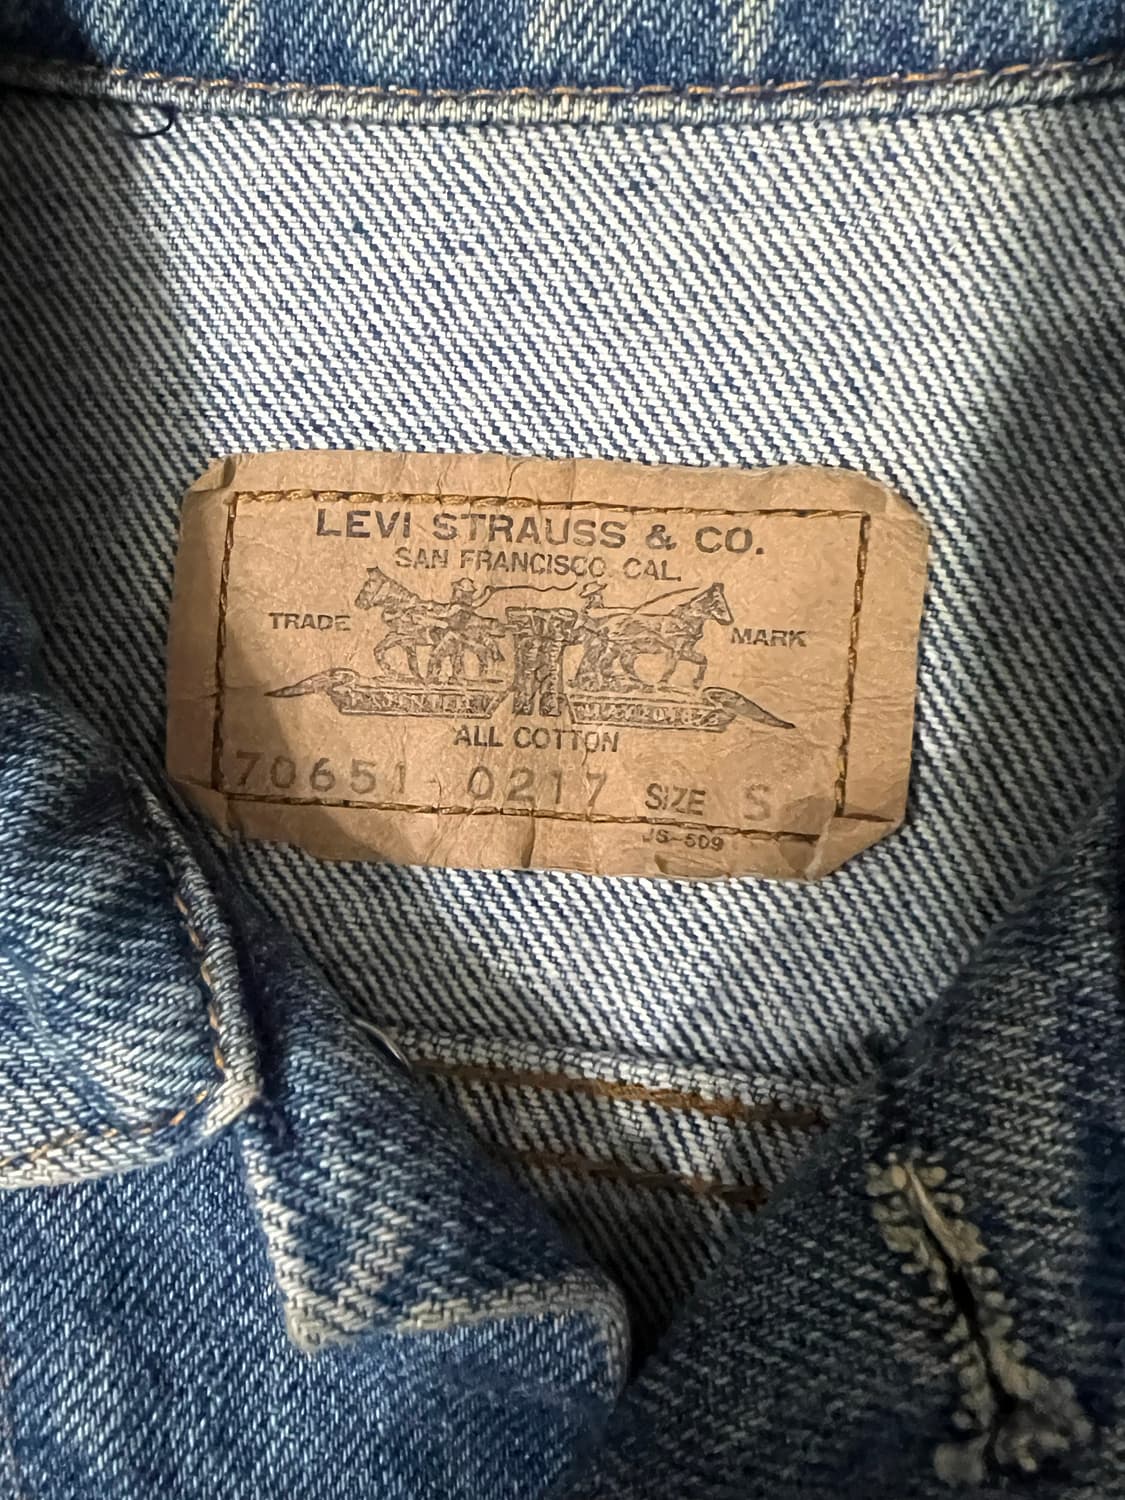 LEVI STRAUSS & CO.
SAN FRANCISCO, CAL.
TRADE MARK
ALL COTTON
70651 0217 SIZE S
JS-509